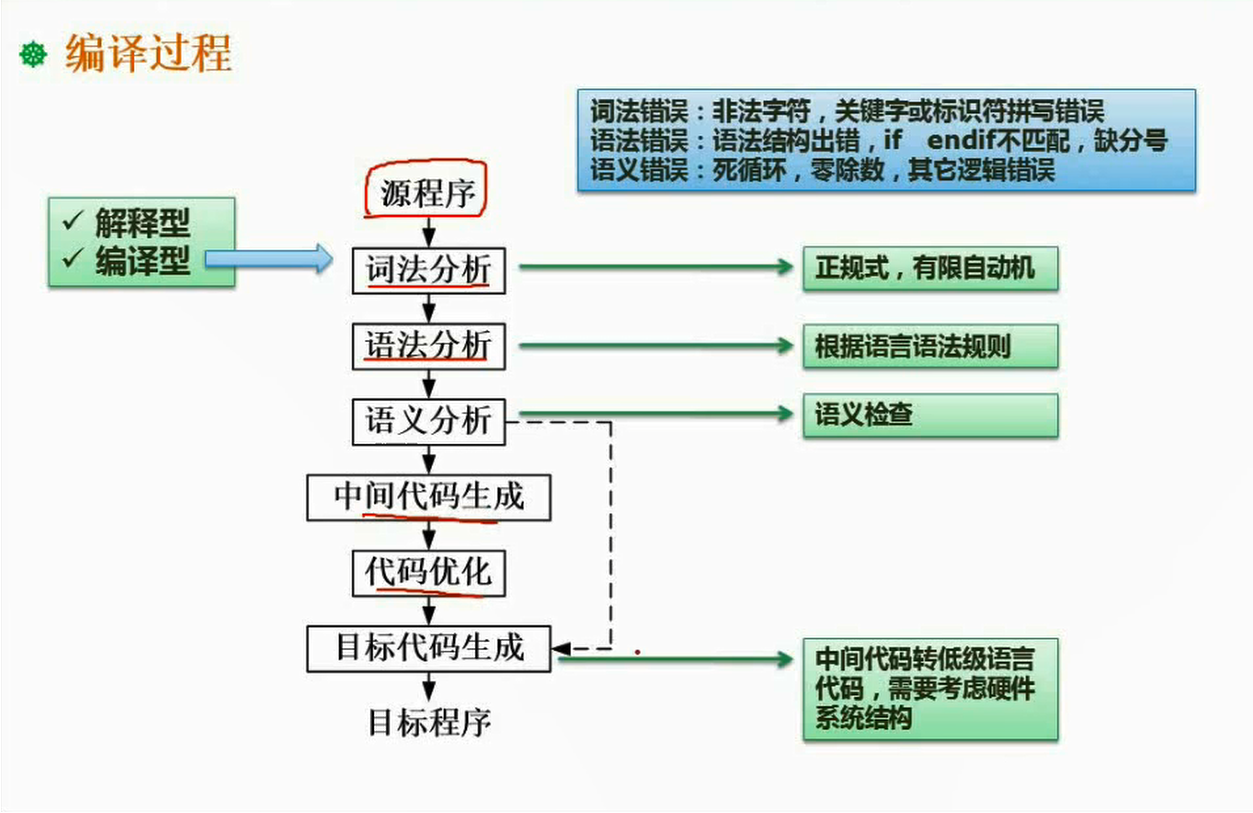 编译过程
词法错误：非法字符，关键字或标识符拼写错误
语法错误：语法结构出错，if endif不匹配，缺分号
语义错误：死循环，零除数，其它逻辑错误
源程序
✓ 解释型
✓ 编译型
词法分析
正规式，有限自动机
语法分析
根据语言语法规则
语义分析
语义检查
中间代码生成
代码优化
目标代码生成
中间代码转低级语言
代码，需要考虑硬件
系统结构
目标程序